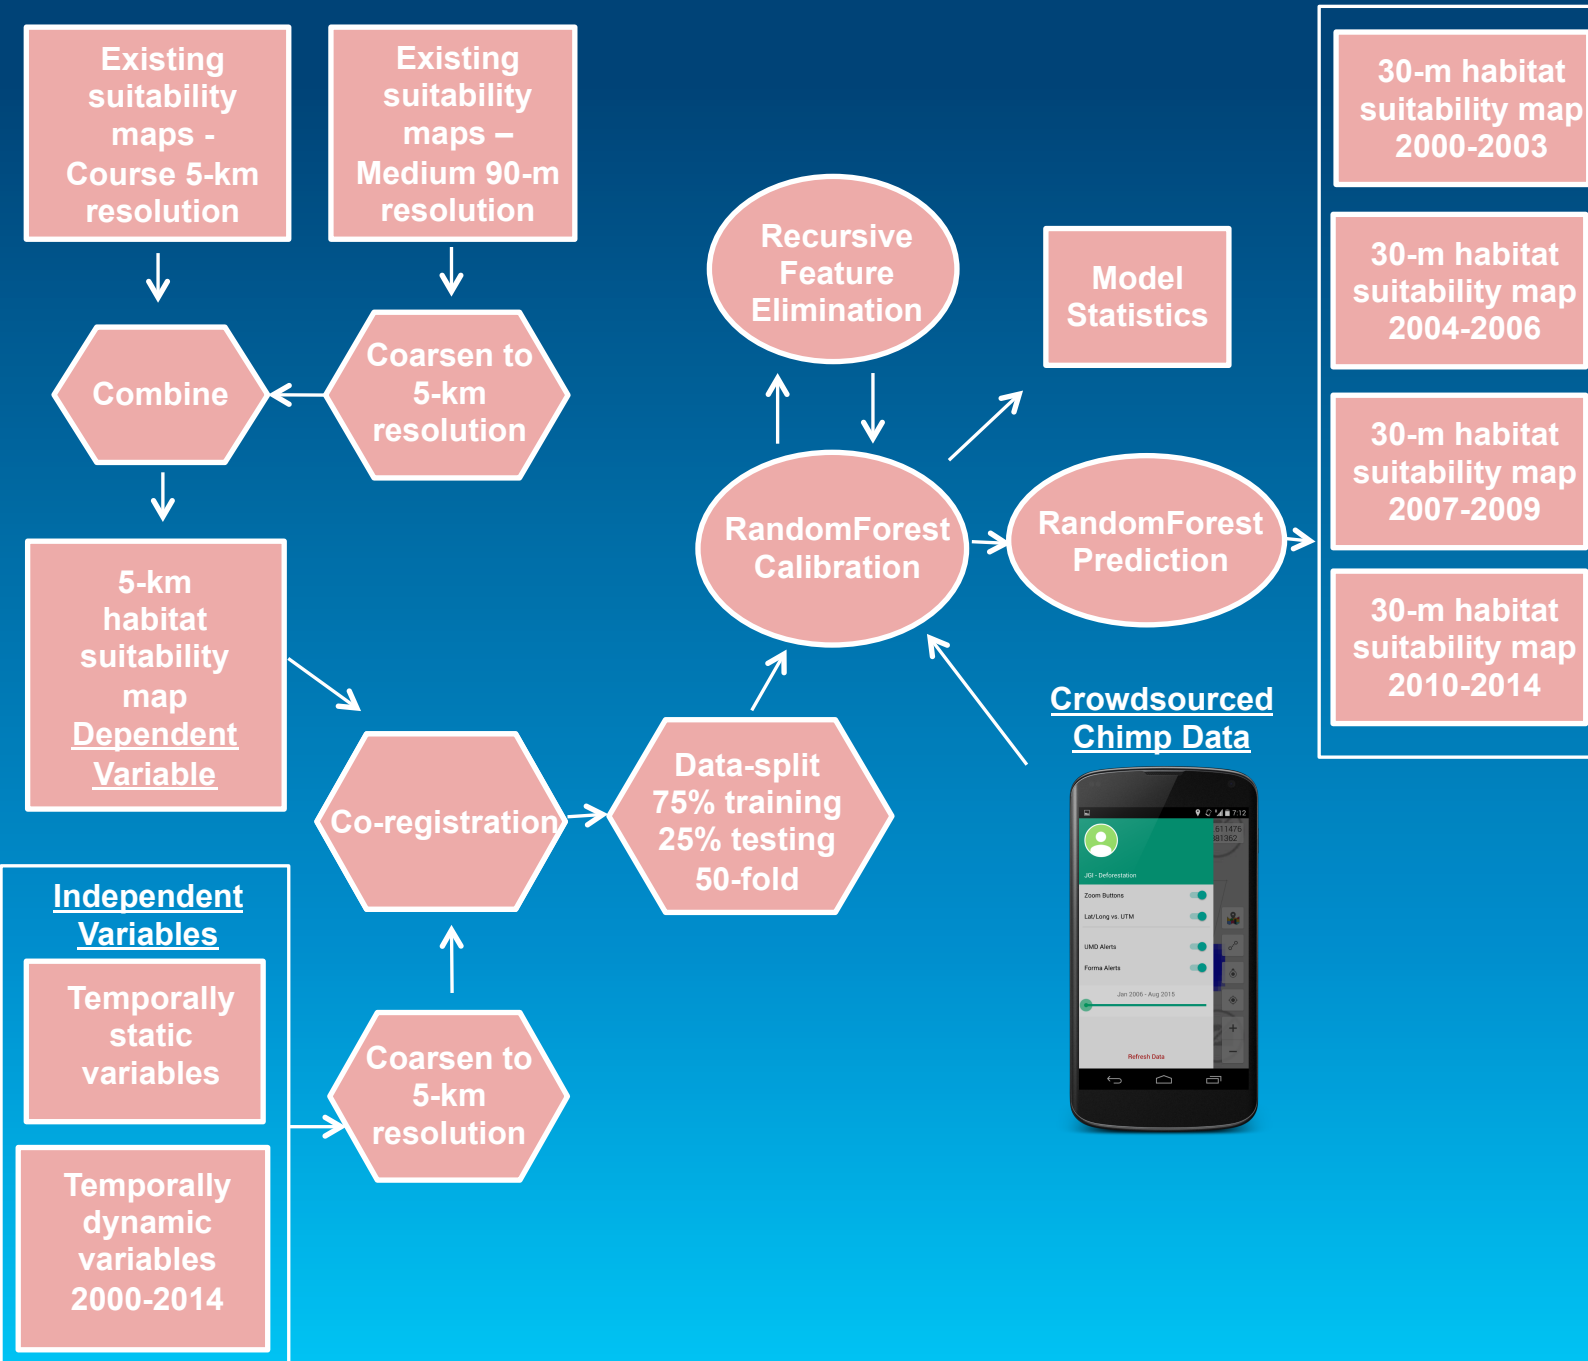 Existing
suitability
maps -
Course 5-km
resolution
Existing
suitability
maps –
Medium 90-m
resolution
Combine
Coarsen to
5-km
resolution
5-km
habitat
suitability
map
Dependent
Variable
Independent
Variables
Temporally
static
variables
Temporally
dynamic
variables
2000-2014
Coarsen to
5-km
resolution
Co-registration
Data-split
75% training
25% testing
50-fold
Recursive
Feature
Elimination
RandomForest
Calibration
Model
Statistics
RandomForest
Prediction
Crowdsourced
Chimp Data
7:12
JGI - Deforestation
Zoom Buttons
Lat/Long vs. UTM
UMD Alerts
Forma Alerts
Jan 2006 - Aug 2015
Refresh Data
30-m habitat
suitability map
2000-2003
30-m habitat
suitability map
2004-2006
30-m habitat
suitability map
2007-2009
30-m habitat
suitability map
2010-2014